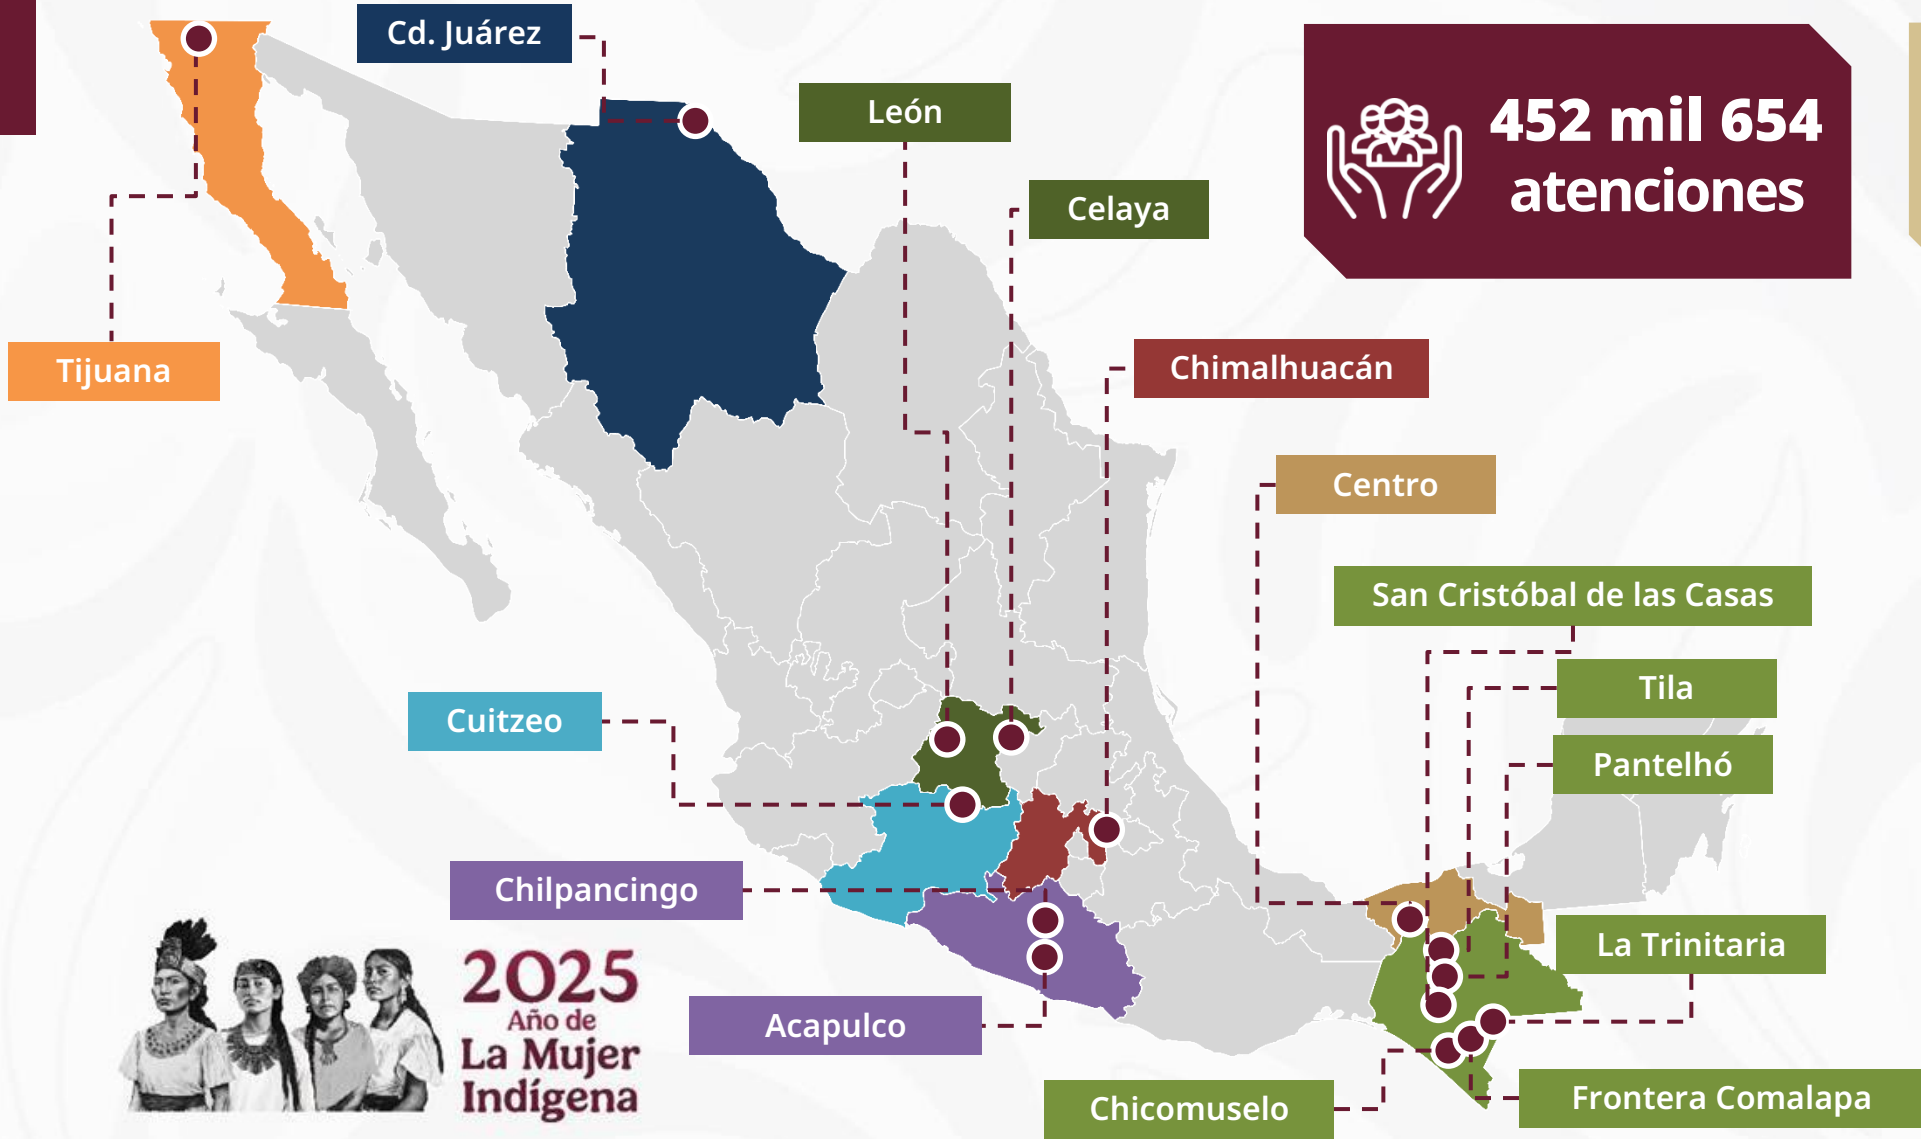 Cd. Juárez
León
452 mil 654
atenciones
Celaya
Tijuana
Chimalhuacán
Centro
San Cristóbal de las Casas
Tila
Cuitzeo
Pantelhó
Chilpancingo
La Trinitaria
2025
Año de
La Mujer
Indígena
Acapulco
Chicomuselo
Frontera Comalapa